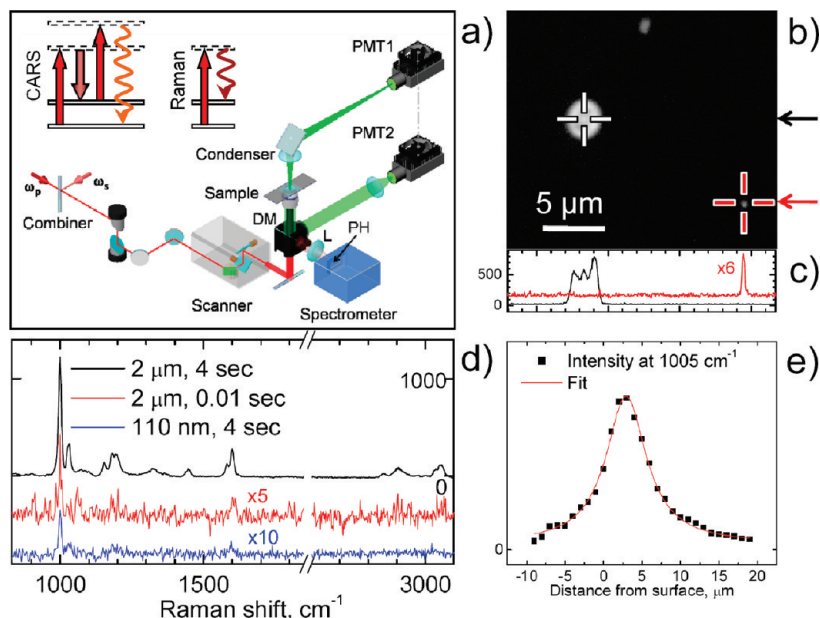 a)
CARS
Raman
PMT1
PMT2
Condenser
Sample
DM
L
PH
ωp
ωs
Combiner
Scanner
Spectrometer
b)
5 μm
c)
500
0
x6
d)
2 μm, 4 sec
2 μm, 0.01 sec
110 nm, 4 sec
1000
0
x5
x10
1000 1600 3000
Raman shift, cm-1
e)
Intensity at 1005 cm-1
Fit
0
-10 -5 0 5 10 15 20
Distance from surface, μm